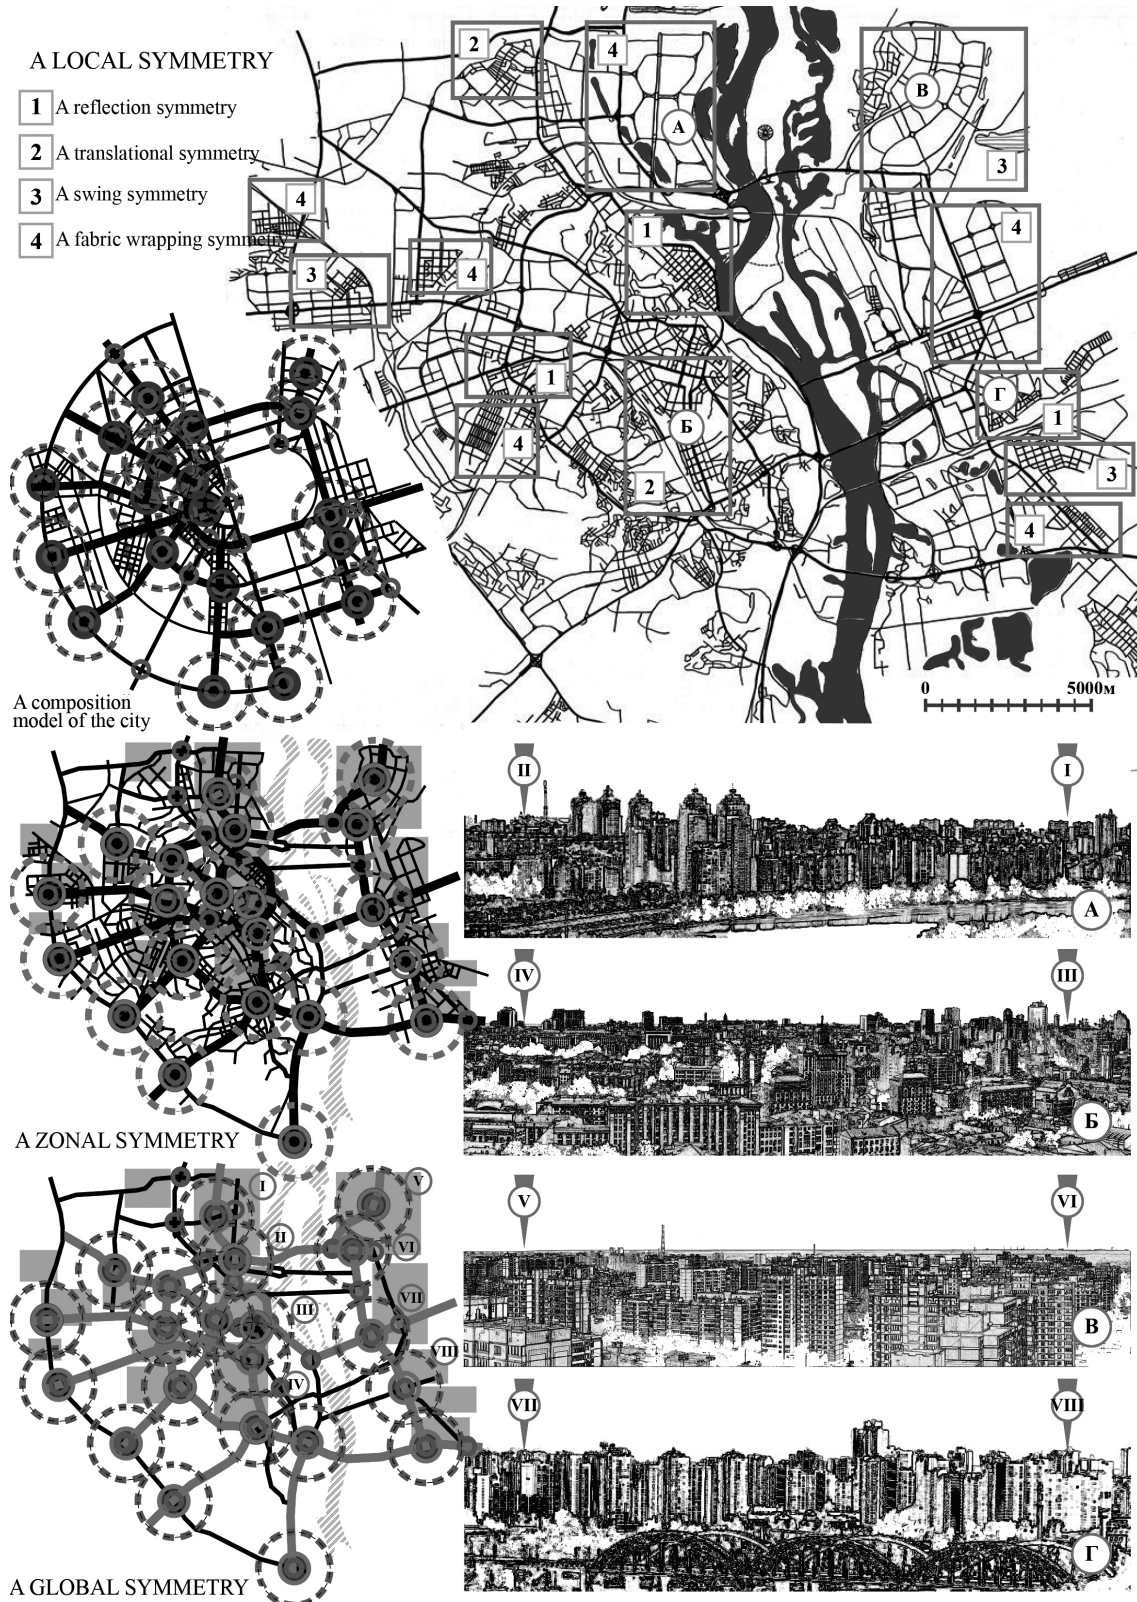 A LOCAL SYMMETRY
1 A reflection symmetry
2 A translational symmetry
3 A swing symmetry
4 A fabric wrapping symmetry
2
4
А
В
3
4
1
4
3
4
4
1
Г
1
Б
4
3
2
4
0 5000м
A composition
model of the city
II
I
А
IV
III
Б
A ZONAL SYMMETRY
I
V
II
VI
III
VII
VIII
IV
V
VI
В
VII
VIII
Г
A GLOBAL SYMMETRY